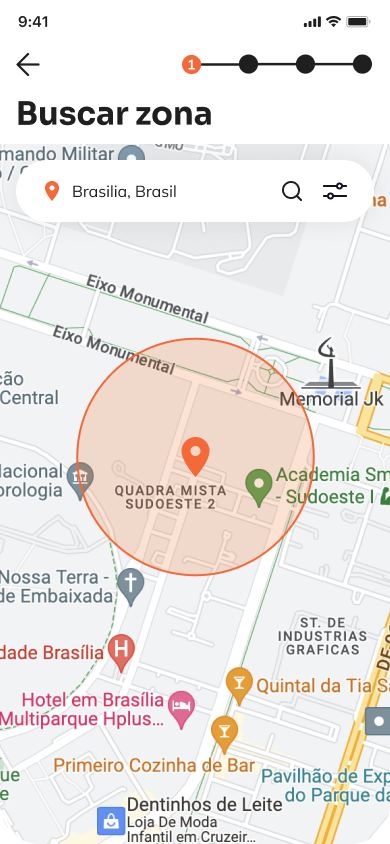 9:41
1
Buscar zona
mando Militar
Brasilia, Brasil
Eixo Monumental
Eixo Monumental
Memorial Jk
Central
QUADRA MISTA
SUDOESTE 2
Academia Sm
- Sudoeste I
Nossa Terra -
de Embaixada
ST. DE
INDUSTRIAS
GRAFICAS
dade Brasília
Hotel em Brasília
Multiparque Hplus...
Quintal da Tia S
Primeiro Cozinha de Bar
Pavilhão de Exp
do Parque da
Dentinhos de Leite
Loja De Moda
Infantil em Cruzeir...